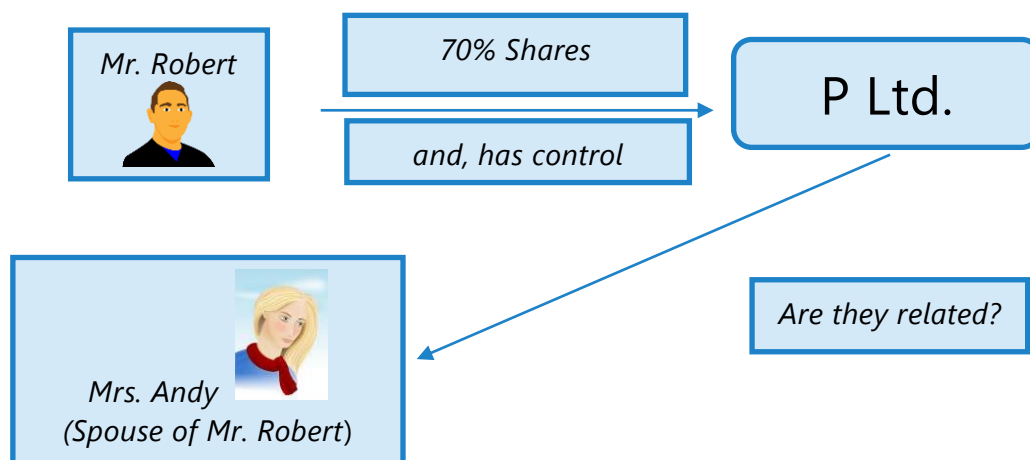 Mr. Robert
70% Shares
and, has control
P Ltd.
Mrs. Andy
(Spouse of Mr. Robert)
Are they related?